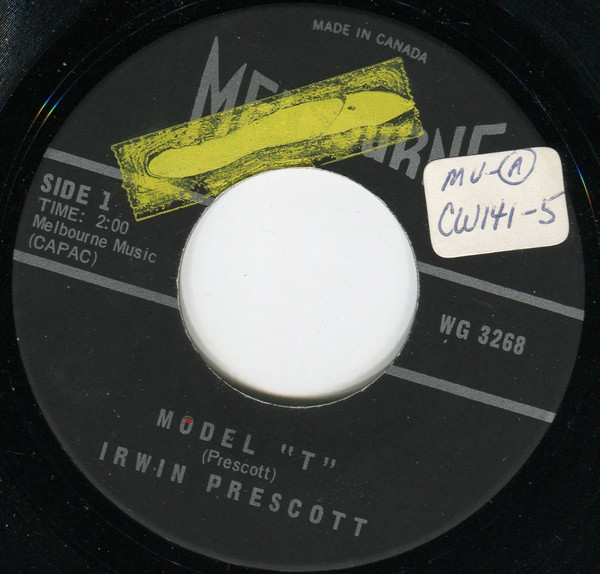 MADE IN CANADA
MELBOURNE
SIDE 1
TIME: 2:00
Melbourne Music
(CAPAC)
MU-A
CW141-5
WG 3268
MODEL "T"
(Prescott)
IRWIN PRESCOTT